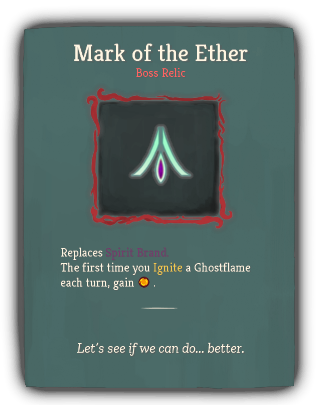 Mark of the Ether
Boss Relic
Replaces Spirit Brand.
The first time you Ignite a Ghostflame
each turn, gain .
Let's see if we can do... better.